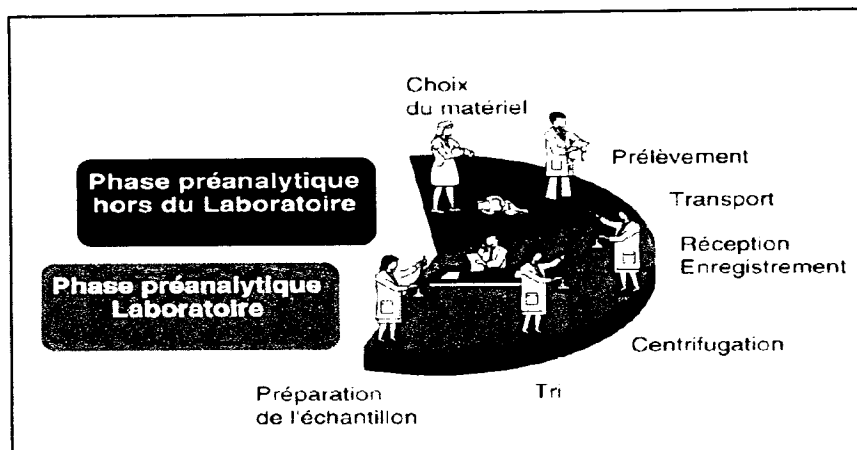 Choix
du matériel
Prélèvement
Phase préanalytique
hors du Laboratoire
Transport
Réception
Enregistrement
Phase préanalytique
Laboratoire
Centrifugation
Tri
Préparation
de l'échantillon